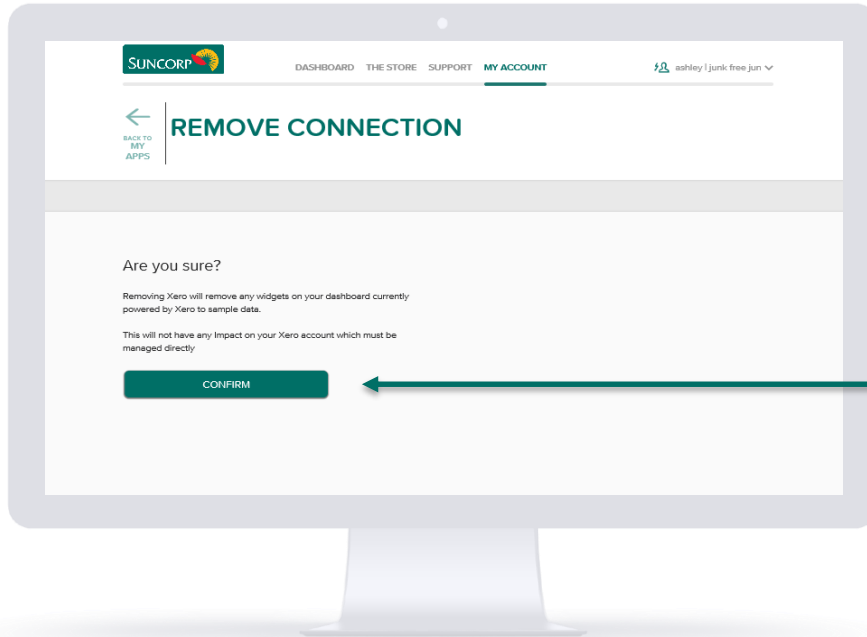 SUNCORP
DASHBOARD THE STORE SUPPORT MY ACCOUNT
ashley | junk free jun
BACK TO
MY
APPS
REMOVE CONNECTION
Are you sure?
Removing Xero will remove any widgets on your dashboard currently
powered by Xero to sample data.
This will not have any Impact on your Xero account which must be
managed directly
CONFIRM